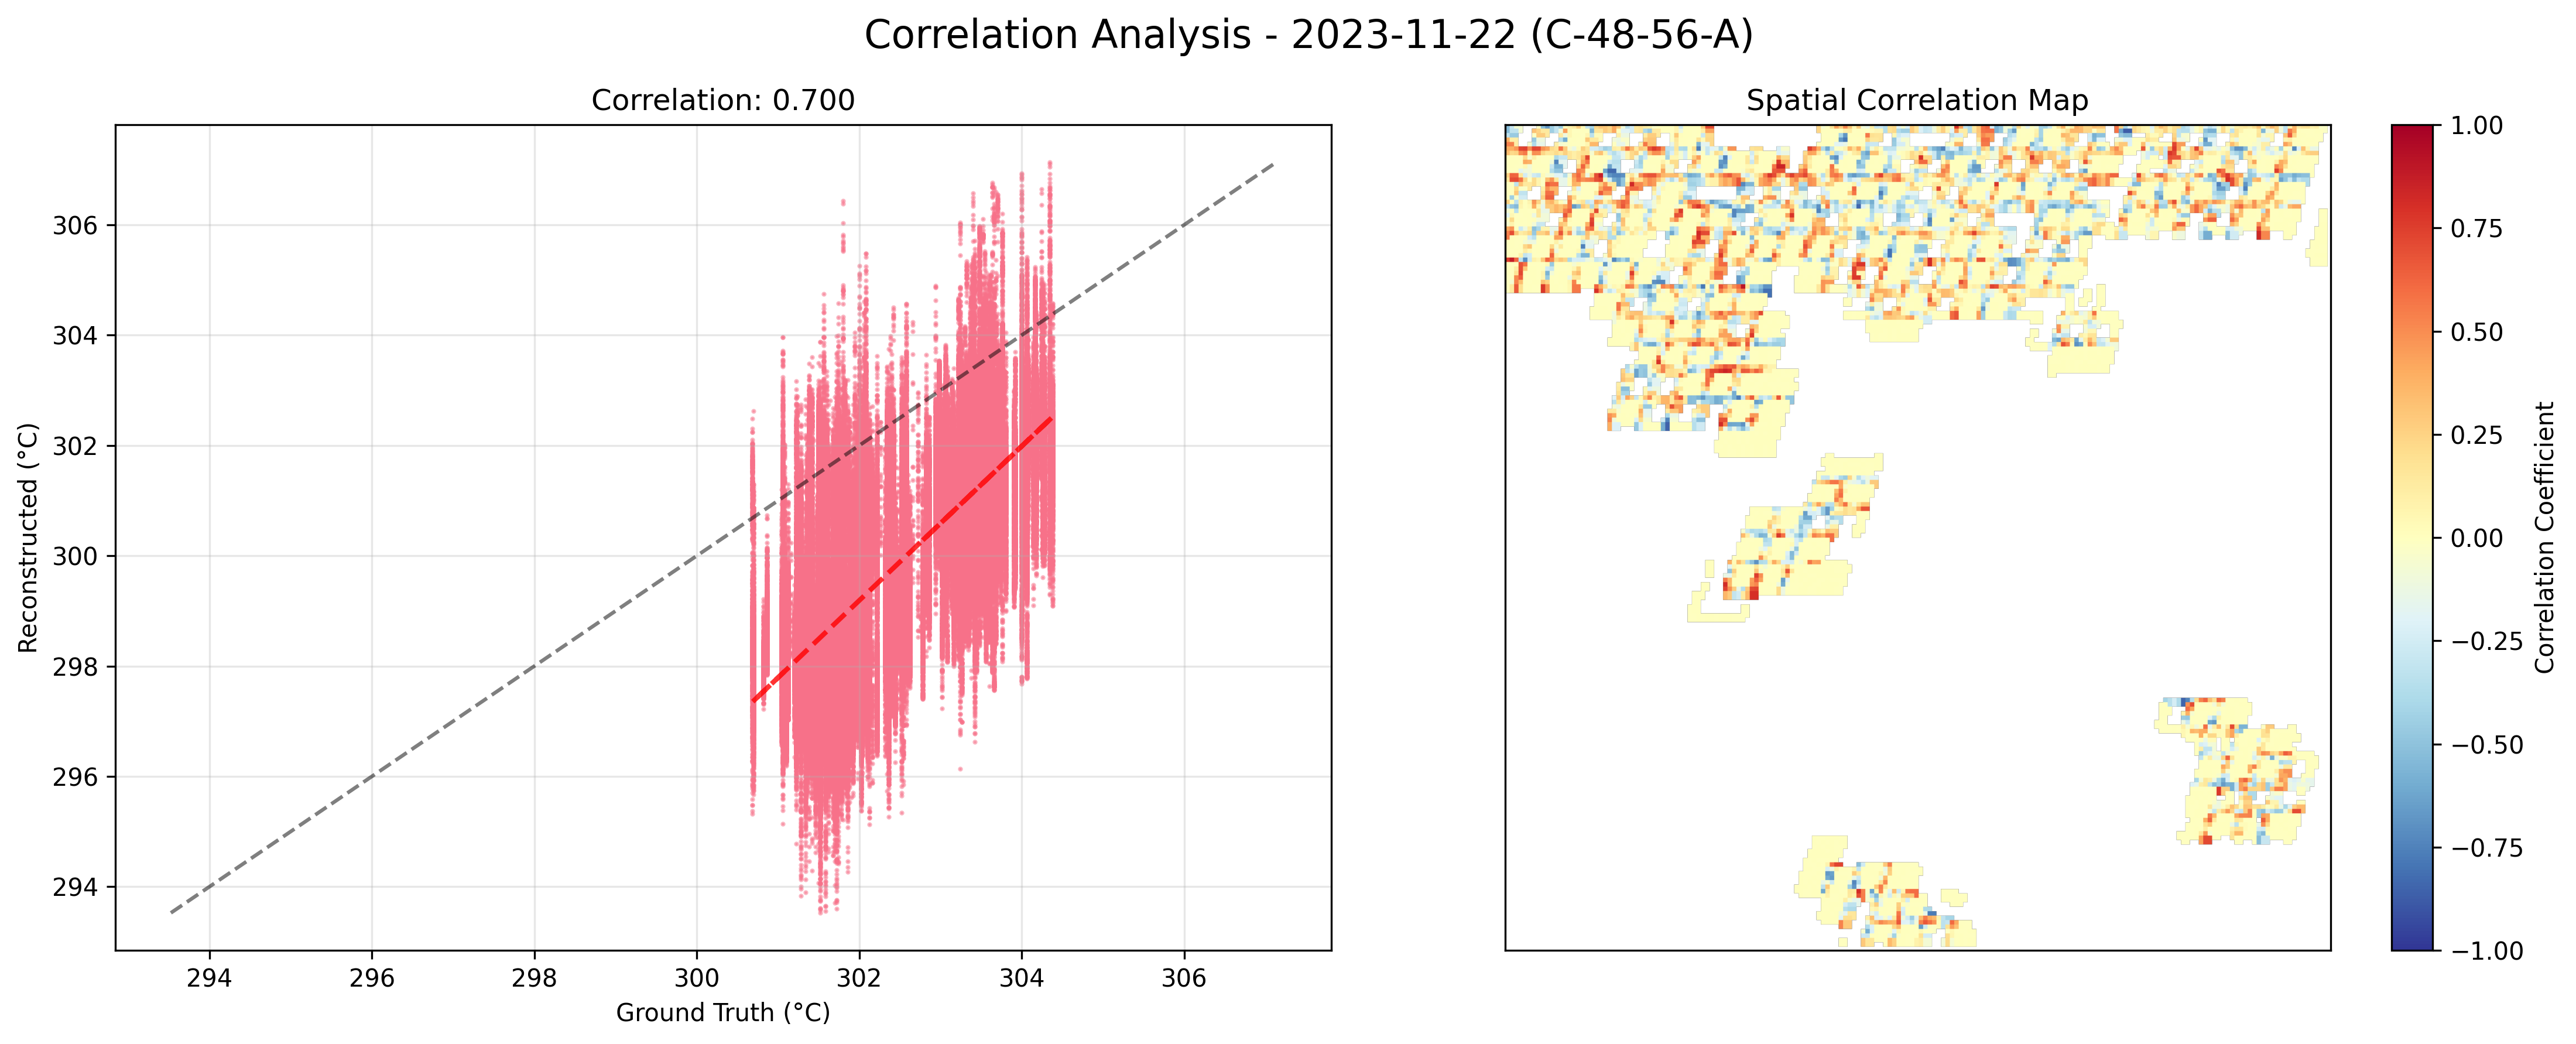 Correlation Analysis - 2023-11-22 (C-48-56-A)
Correlation: 0.700
306
304
302
300
298
296
294
Reconstructed (°C)
294 296 298 300 302 304 306
Ground Truth (°C)
Spatial Correlation Map
1.00
0.75
0.50
0.25
0.00
−0.25
−0.50
−0.75
−1.00
Correlation Coefficient